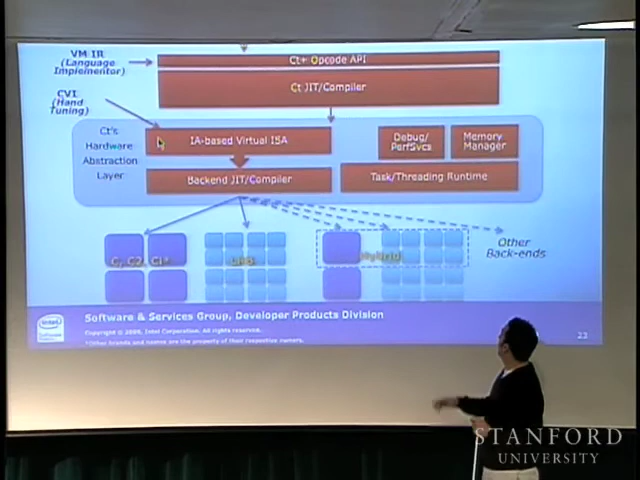 VM IR
(Language
Implementor)
Ct+ Opcode API
Ct JIT/Compiler
CVI
(Hand
Tuning)
Ct's
Hardware
Abstraction
Layer
IA-based Virtual ISA
Debug/
PerfSvcs
Memory
Manager
Backend JIT/Compiler
Task/Threading Runtime
Hybrid
Other
Back-ends
intel
Software
Software & Services Group, Developer Products Division
Copyright © 2009, Intel Corporation. All rights reserved.
*Other brands and names are the property of their respective owners.
23
STANFORD
UNIVERSITY